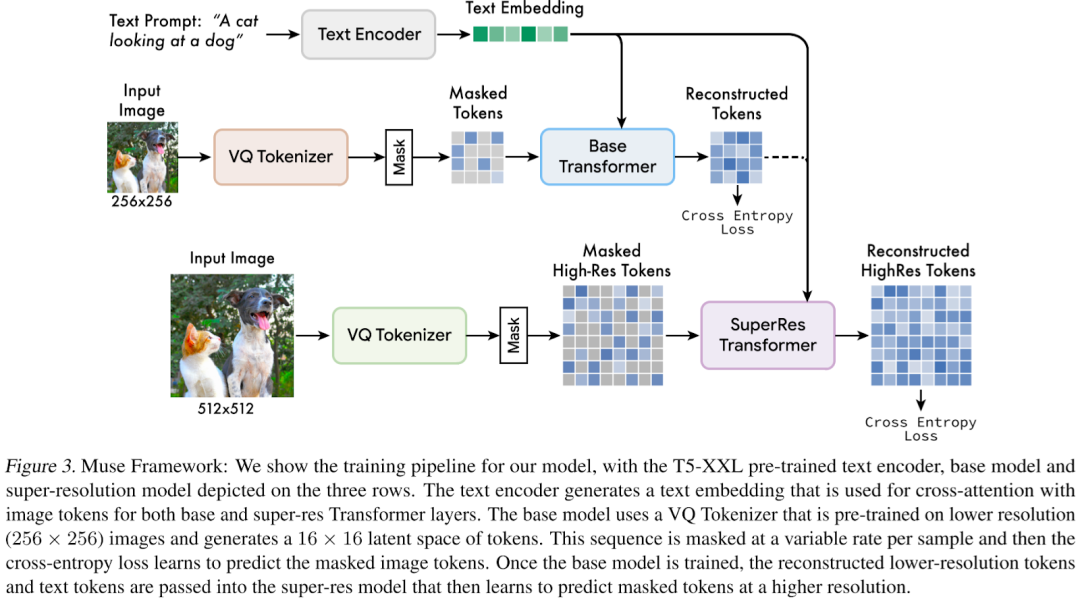 Text Prompt: "A cat
looking at a dog"
Text Encoder
Text Embedding
Input
Image
256x256
VQ Tokenizer
Mask
Masked
Tokens
Base
Transformer
Reconstructed
Tokens
Cross Entropy
Loss
Input Image
512x512
VQ Tokenizer
Mask
Masked
High-Res Tokens
SuperRes
Transformer
Reconstructed
HighRes Tokens
Cross Entropy
Loss
Figure 3. Muse Framework: We show the training pipeline for our model, with the T5-XXL pre-trained text encoder, base model and
super-resolution model depicted on the three rows. The text encoder generates a text embedding that is used for cross-attention with
image tokens for both base and super-res Transformer layers. The base model uses a VQ Tokenizer that is pre-trained on lower resolution
(256 × 256) images and generates a 16 × 16 latent space of tokens. This sequence is masked at a variable rate per sample and then the
cross-entropy loss learns to predict the masked image tokens. Once the base model is trained, the reconstructed lower-resolution tokens
and text tokens are passed into the super-res model that then learns to predict masked tokens at a higher resolution.